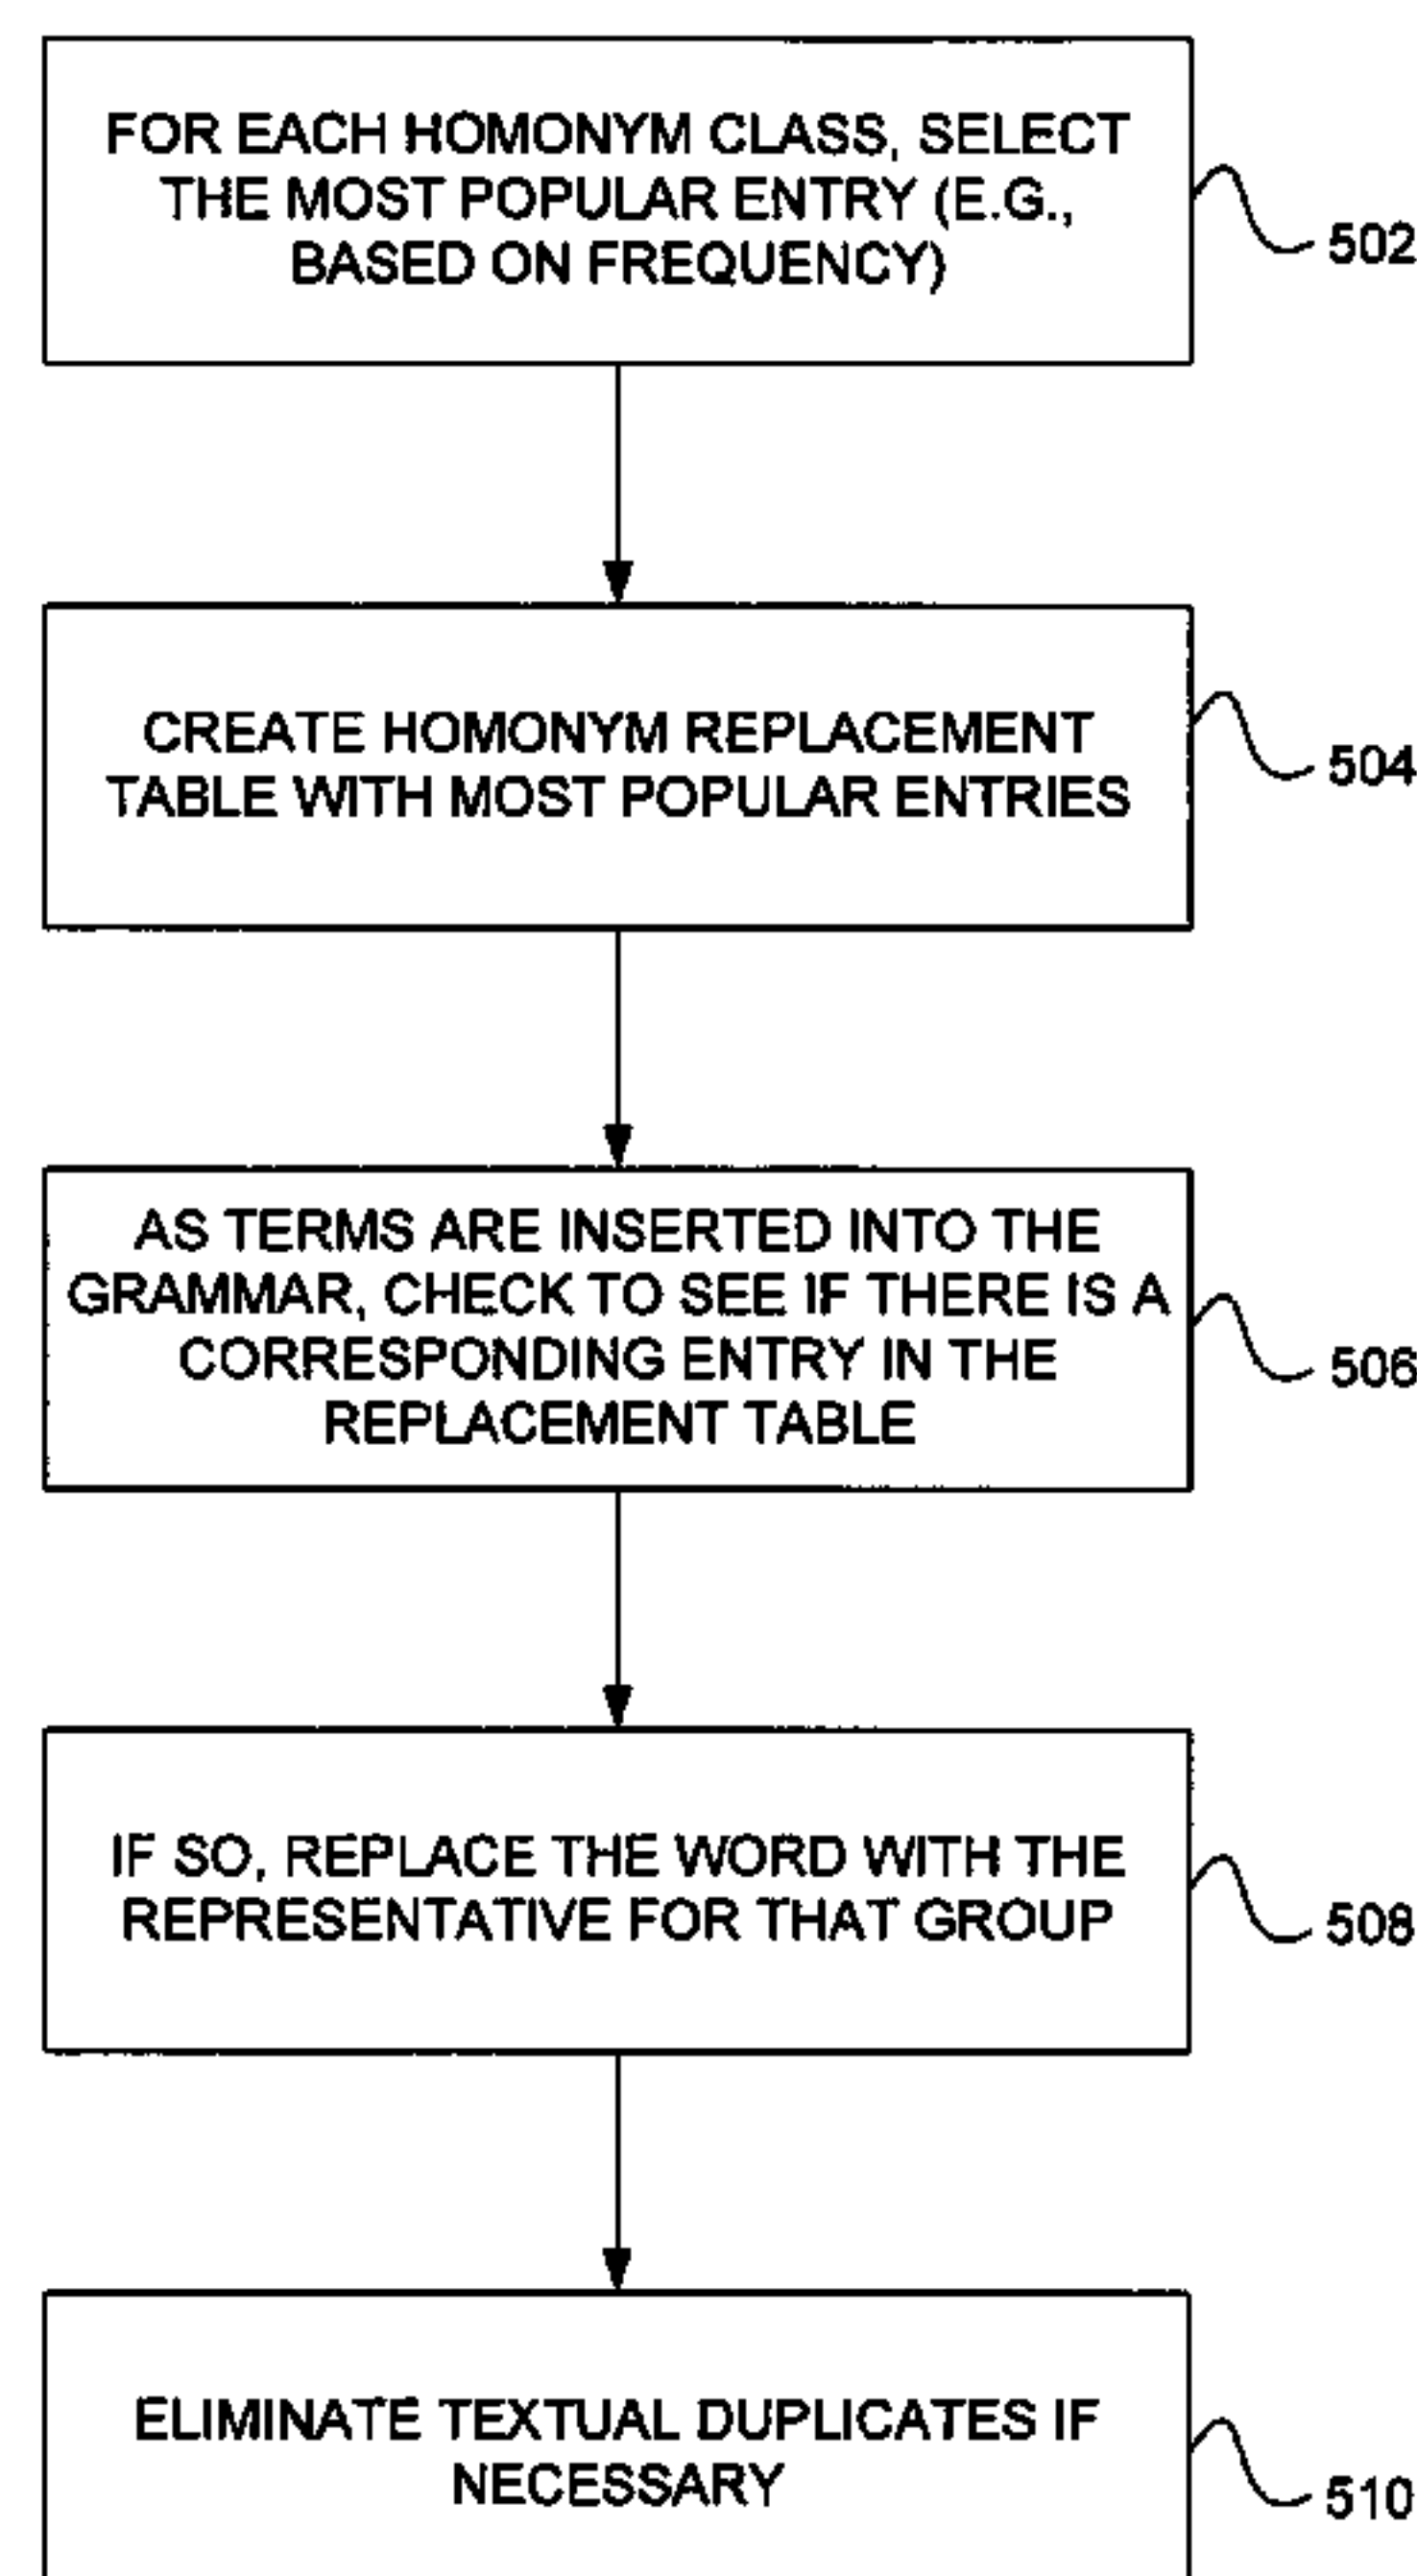 FOR EACH HOMONYM CLASS, SELECT
THE MOST POPULAR ENTRY (E.G.,
BASED ON FREQUENCY)
502
CREATE HOMONYM REPLACEMENT
TABLE WITH MOST POPULAR ENTRIES
504
AS TERMS ARE INSERTED INTO THE
GRAMMAR, CHECK TO SEE IF THERE IS A
CORRESPONDING ENTRY IN THE
REPLACEMENT TABLE
506
IF SO, REPLACE THE WORD WITH THE
REPRESENTATIVE FOR THAT GROUP
508
ELIMINATE TEXTUAL DUPLICATES IF
NECESSARY
510